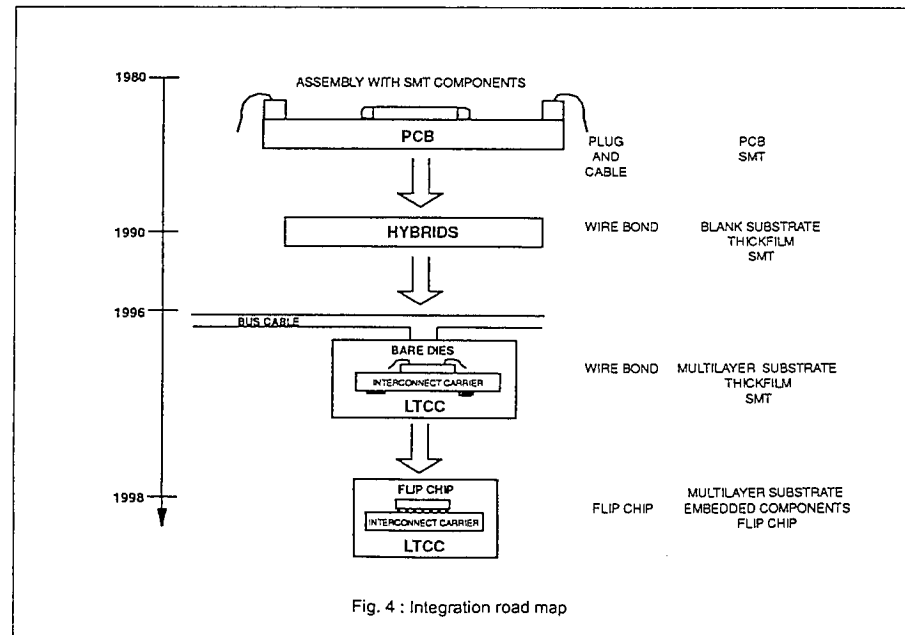 1980
ASSEMBLY WITH SMT COMPONENTS
PCB
PLUG
AND
CABLE
PCB
SMT
1990
HYBRIDS
WIRE BOND
BLANK SUBSTRATE
THICKFILM
SMT
1996
BUS CABLE
BARE DIES
INTERCONNECT CARRIER
LTCC
WIRE BOND
MULTILAYER SUBSTRATE
THICKFILM
SMT
1998
FLIP CHIP
INTERCONNECT CARRIER
LTCC
FLIP CHIP
MULTILAYER SUBSTRATE
EMBEDDED COMPONENTS
FLIP CHIP
Fig. 4 : Integration road map